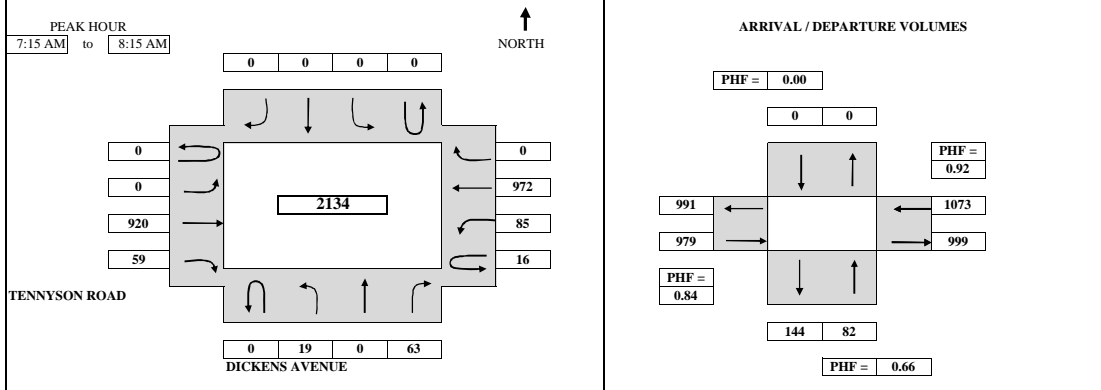 PEAK HOUR
7:15 AM to 8:15 AM
NORTH
0 0 0 0
0 0
0 972
2134
920 85
59 16
TENNYSON ROAD
0 19 0 63
DICKENS AVENUE
ARRIVAL / DEPARTURE VOLUMES
PHF = 0.00
0 0
PHF =
0.92
991 1073
979 999
PHF =
0.84
144 82
PHF = 0.66